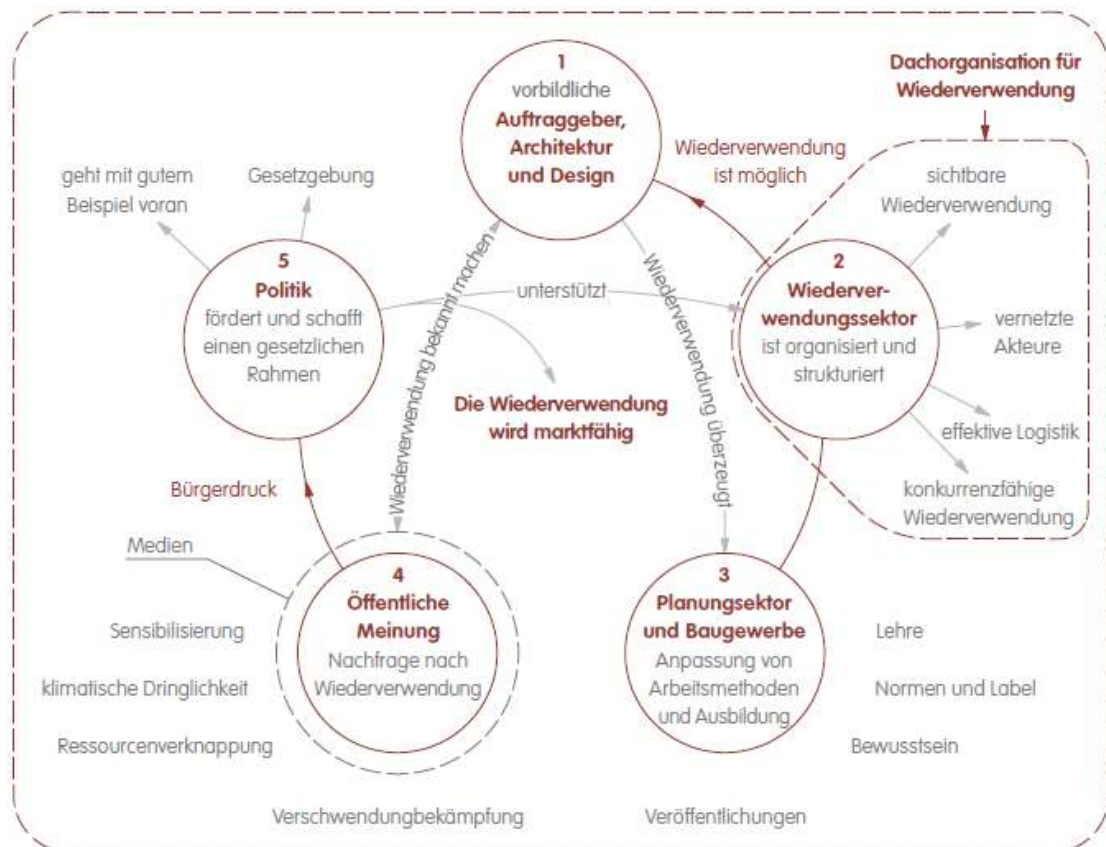 1
vorbildliche
Auftraggeber,
Architektur
und Design
Dachorganisation für
Wiederverwendung
Wiederverwendung
ist möglich
sichtbare
Wiederverwendung
geht mit gutem
Beispiel voran
Gesetzgebung
5
Politik
fördert und schafft
einen gesetzlichen
Rahmen
unterstützt
Wiederverwendung bekannt machen
Wiederverwendung überzeugt
2
Wiederver-
wendungssektor
ist organisiert und
strukturiert
vernetzte
Akteure
effektive Logistik
konkurrenzfähige
Wiederverwendung
Die Wiederverwendung
wird marktfähig
Bürgerdruck
Medien
4
Öffentliche
Meinung
Nachfrage nach
Wiederverwendung
Sensibilisierung
klimatische Dringlichkeit
Ressourcenverknappung
Verschwendungbekämpfung
3
Planungsektor
und Baugewerbe
Anpassung von
Arbeitsmethoden
und Ausbildung
Lehre
Normen und Label
Bewusstsein
Veröffentlichungen